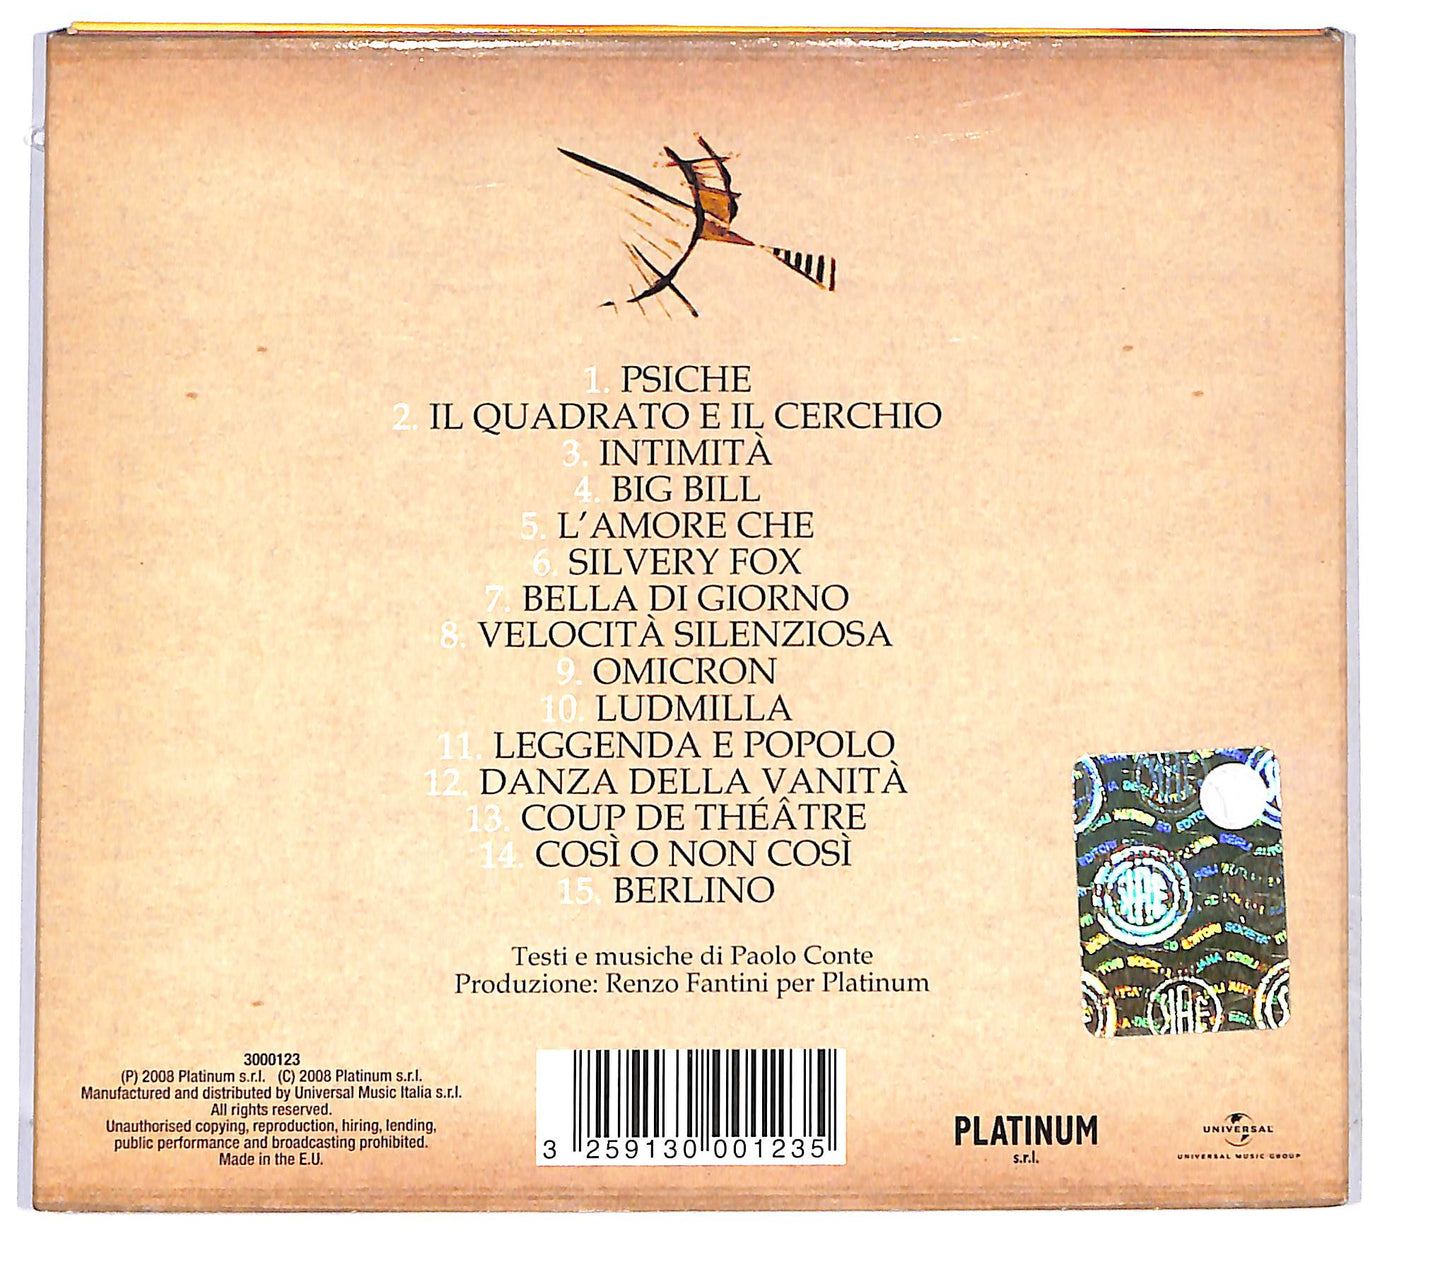 1. PSICHE
2. IL QUADRATO E IL CERCHIO
3. INTIMITÀ
4. BIG BILL
5. L'AMORE CHE
6. SILVERY FOX
7. BELLA DI GIORNO
8. VELOCITÀ SILENZIOSA
9. OMICRON
10. LUDMILLA
11. LEGGENDA E POPOLO
12. DANZA DELLA VANITÀ
13. COUP DE THÉÂTRE
14. COSÌ O NON COSÌ
15. BERLINO
Testi e musiche di Paolo Conte
Produzione: Renzo Fantini per Platinum
3000123
(P) 2008 Platinum s.r.l. (C) 2008 Platinum s.r.l.
Manufactured and distributed by Universal Music Italia s.r.l.
All rights reserved.
Unauthorised copying, reproduction, hiring, lending,
public performance and broadcasting prohibited.
Made in the E.U.
3 259130 001235
PLATINUM
s.r.l.
UNIVERSAL
UNIVERSAL MUSIC GROUP
SIAE